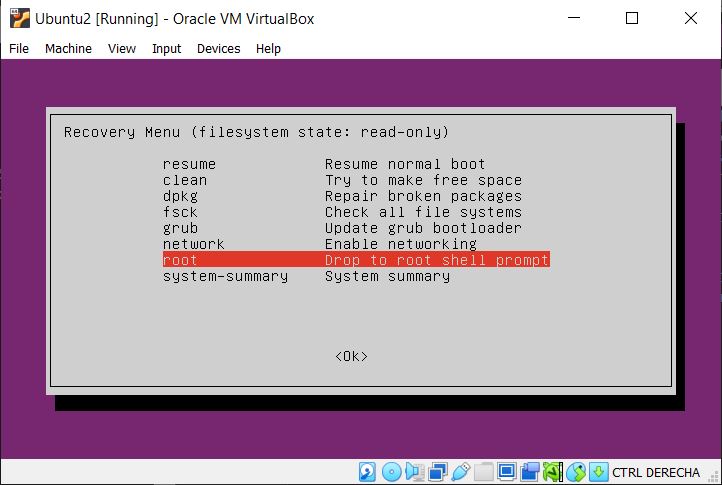 Ubuntu2 [Running] - Oracle VM VirtualBox
File Machine View Input Devices Help
Recovery Menu (filesystem state: read-only)
resume Resume normal boot
clean Try to make free space
dpkg Repair broken packages
fsck Check all file systems
grub Update grub bootloader
network Enable networking
root Drop to root shell prompt
system-summary System summary
<Ok>
CTRL DERECHA